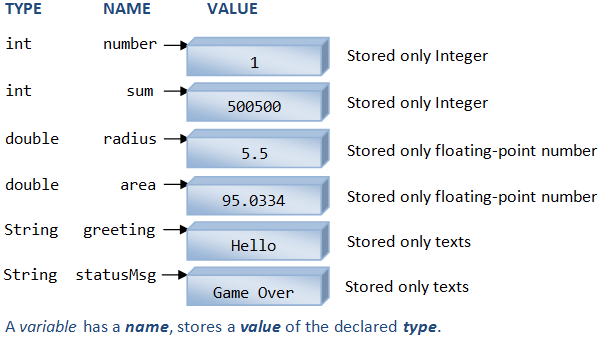 TYPE NAME VALUE
int number 1 Stored only Integer
int sum 500500 Stored only Integer
double radius 5.5 Stored only floating-point number
double area 95.0334 Stored only floating-point number
String greeting Hello Stored only texts
String statusMsg Game Over Stored only texts
A variable has a name, stores a value of the declared type.